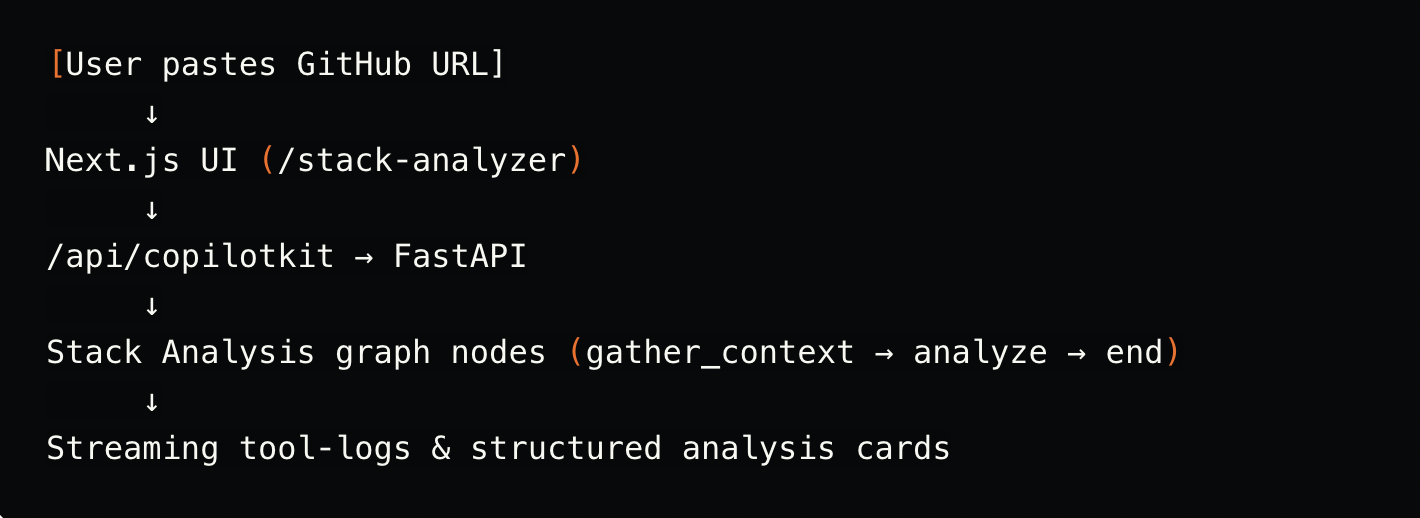 [User pastes GitHub URL]
↓
Next.js UI (/stack-analyzer)
↓
/api/copilotkit → FastAPI
↓
Stack Analysis graph nodes (gather_context → analyze → end)
↓
Streaming tool-logs & structured analysis cards